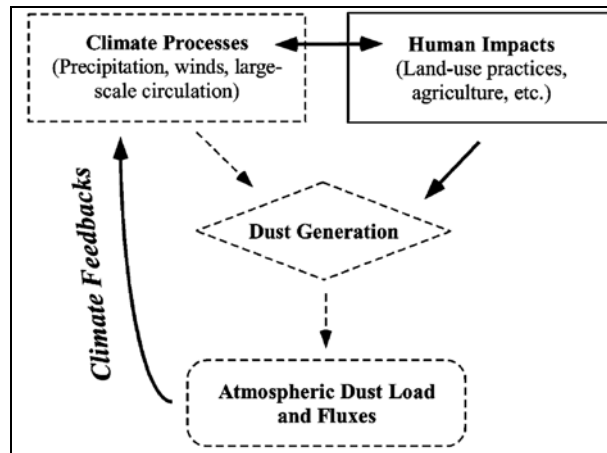 Climate Processes
(Precipitation, winds, large-
scale circulation)
Human Impacts
(Land-use practices,
agriculture, etc.)
Dust Generation
Climate Feedbacks
Atmospheric Dust Load
and Fluxes